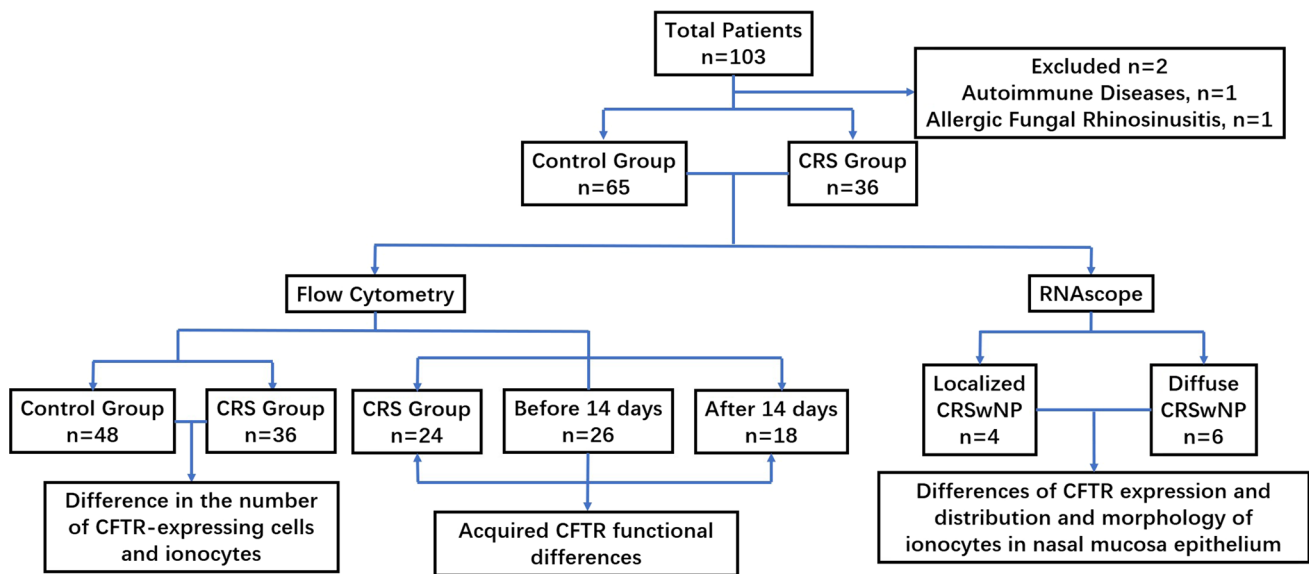 Total Patients
n=103
Excluded n=2
Autoimmune Diseases, n=1
Allergic Fungal Rhinosinusitis, n=1
Control Group
n=65
CRS Group
n=36
Flow Cytometry
RNAscope
Control Group
n=48
CRS Group
n=36
CRS Group
n=24
Before 14 days
n=26
After 14 days
n=18
Localized
CRSwNP
n=4
Diffuse
CRSwNP
n=6
Difference in the number
of CFTR-expressing cells
and ionocytes
Acquired CFTR functional
differences
Differences of CFTR expression and
distribution and morphology of
ionocytes in nasal mucosa epithelium